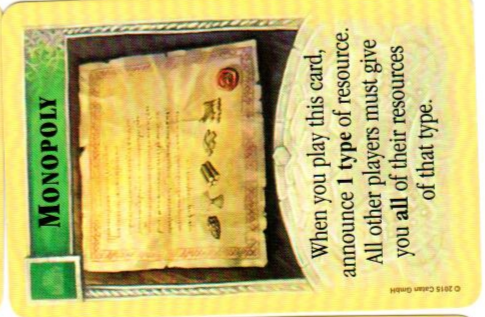 MONOPOLY
When you play this card,
announce 1 type of resource.
All other players must give
you all of their resources
of that type.
© 2015 Catan GmbH